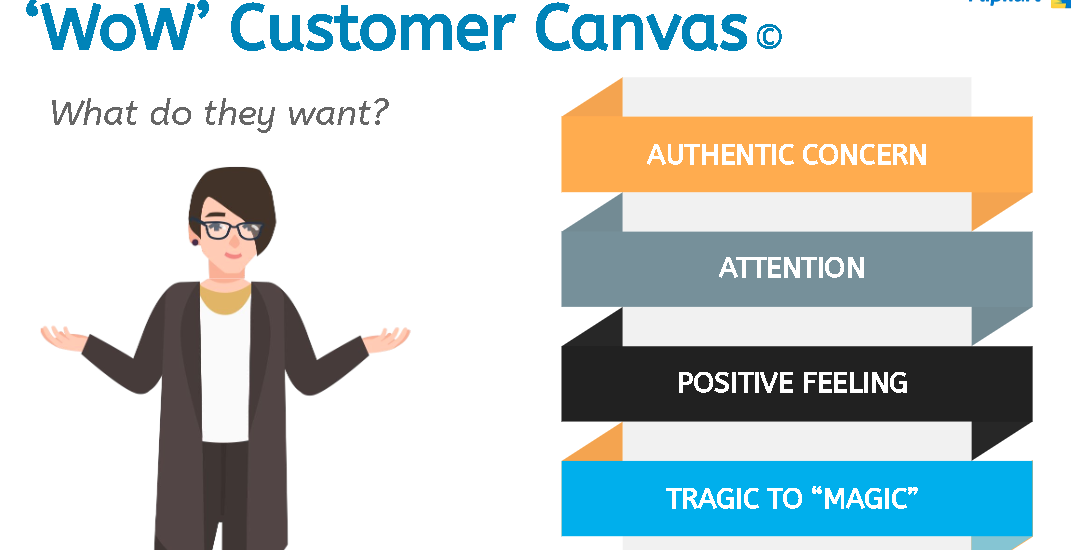 ‘WoW’ Customer Canvas ©
What do they want?
AUTHENTIC CONCERN
ATTENTION
POSITIVE FEELING
TRAGIC TO “MAGIC”